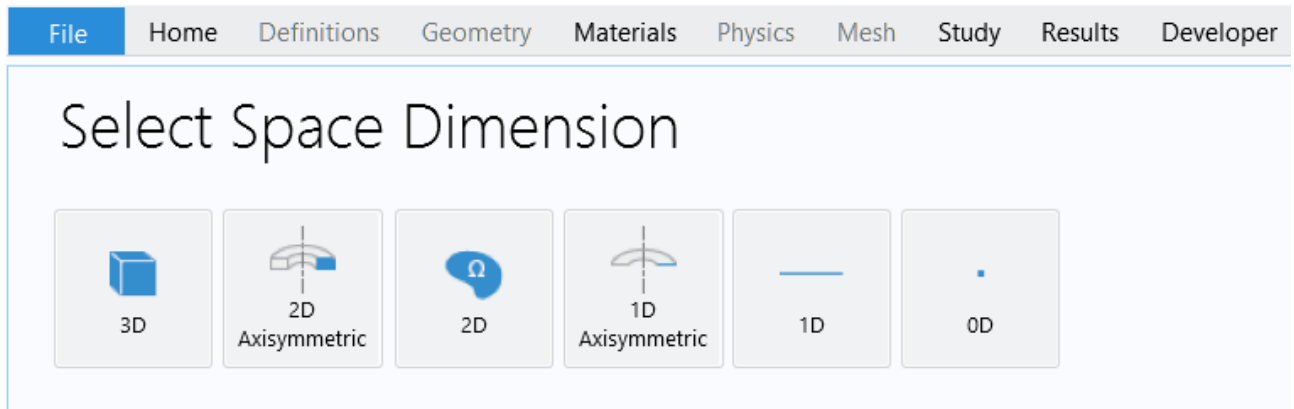 File Home Definitions Geometry Materials Physics Mesh Study Results Developer
Select Space Dimension
3D
2D
Axisymmetric
Ω
2D
1D
Axisymmetric
1D
0D